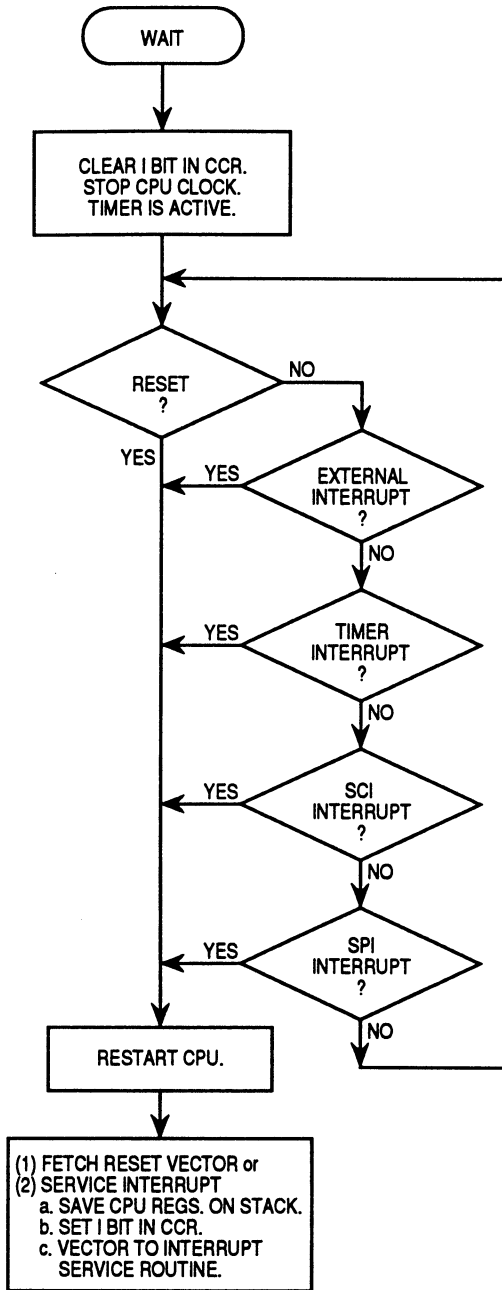 WAIT
CLEAR I BIT IN CCR.
STOP CPU CLOCK.
TIMER IS ACTIVE.
RESET
?
NO
YES
EXTERNAL
INTERRUPT
?
YES
NO
TIMER
INTERRUPT
?
YES
NO
SCI
INTERRUPT
?
YES
NO
SPI
INTERRUPT
?
YES
NO
RESTART CPU.
(1) FETCH RESET VECTOR or
(2) SERVICE INTERRUPT
a. SAVE CPU REGS. ON STACK.
b. SET I BIT IN CCR.
c. VECTOR TO INTERRUPT
SERVICE ROUTINE.